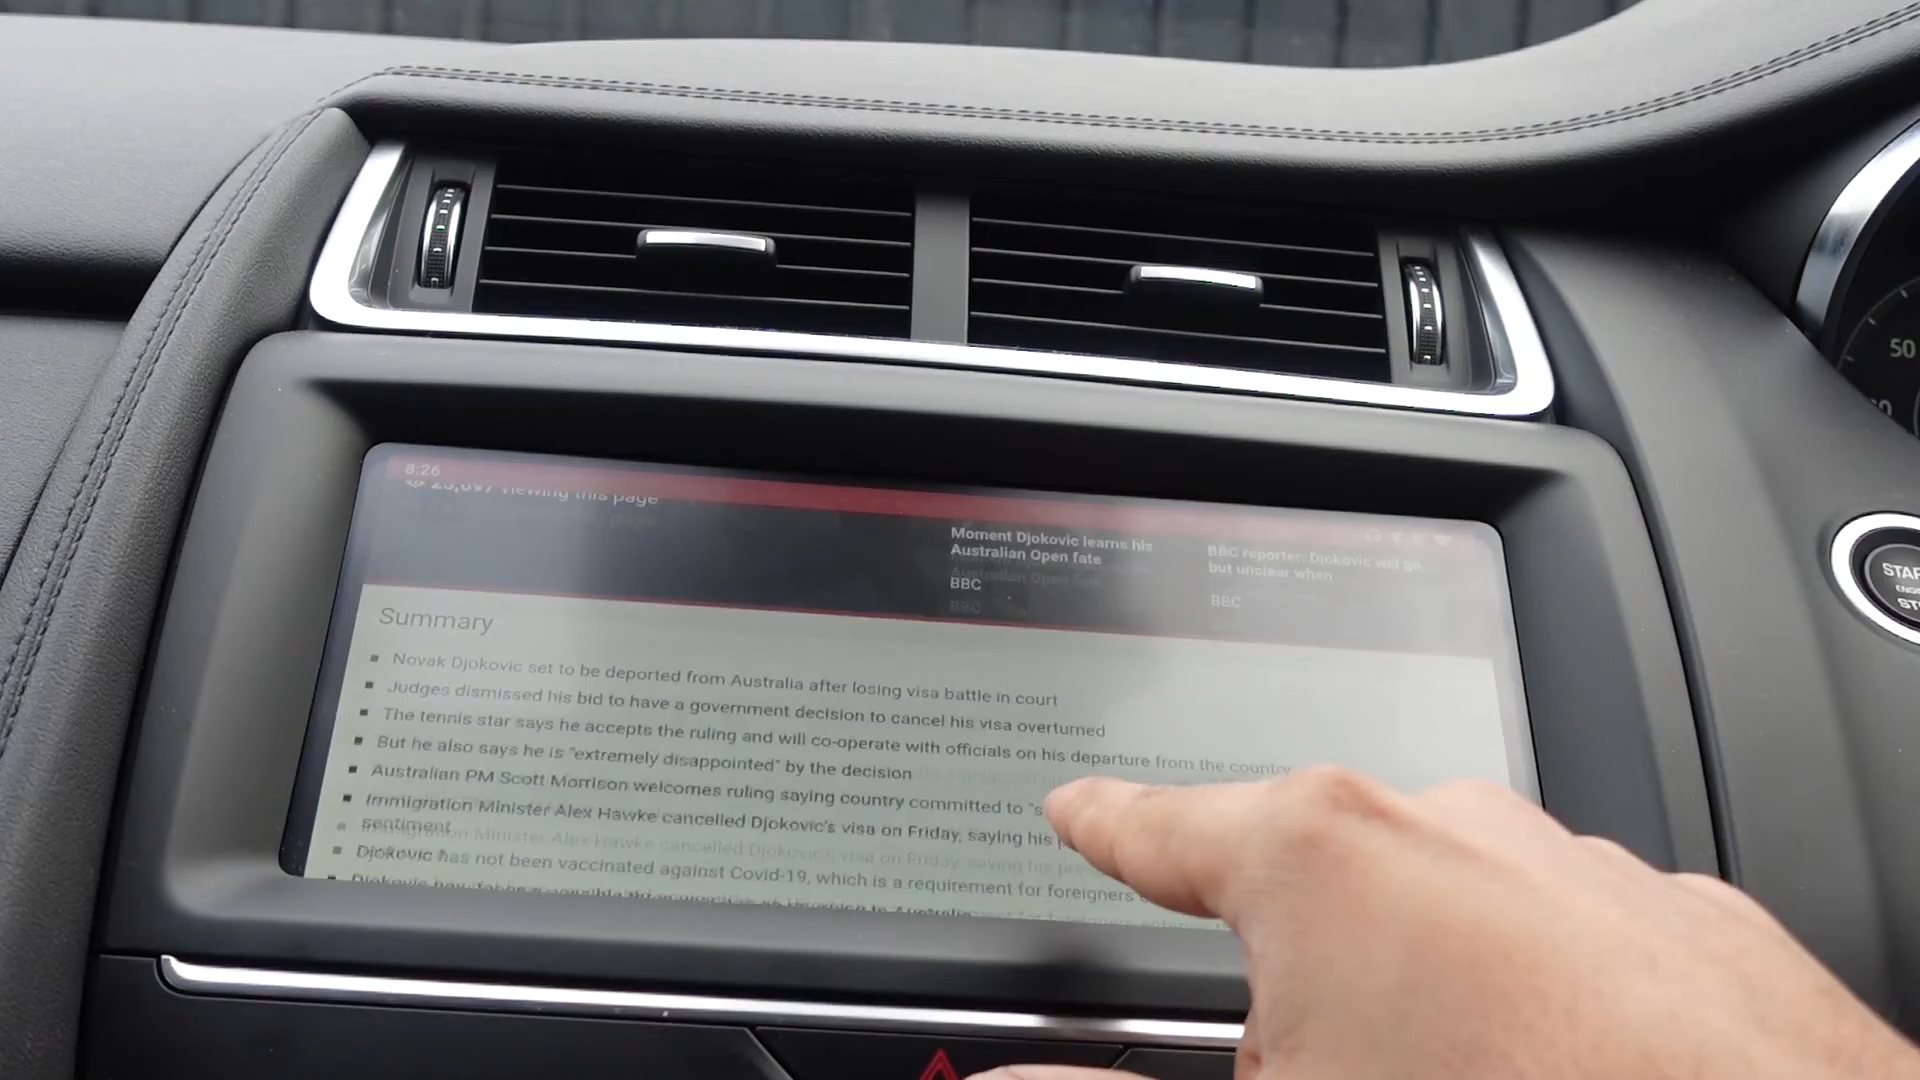 8:26
viewing this page
Moment Djokovic learns his
Australian Open fate
BBC
BBC reporter: Djokovic will go
but unclear when
BBC
Summary
Novak Djokovic set to be deported from Australia after losing visa battle in court
Judges dismissed his bid to have a government decision to cancel his visa overturned
The tennis star says he accepts the ruling and will co-operate with officials on his departure from the country
But he also says he is "extremely disappointed" by the decision
Australian PM Scott Morrison welcomes ruling saying country committed to "s
Immigration Minister Alex Hawke cancelled Djokovic's visa on Friday, saying his
sentiment
Djokovic has not been vaccinated against Covid-19, which is a requirement for foreigners
50
START
ENGINE
STOP